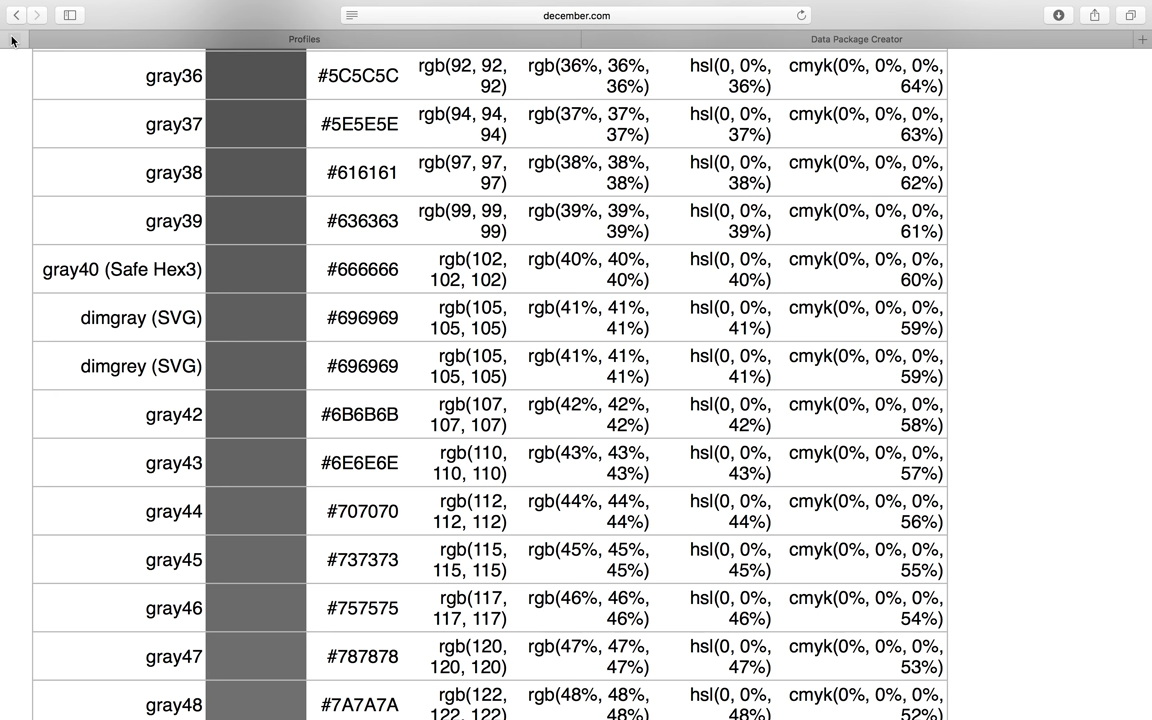 december.com
Profiles
Data Package Creator
gray36 #5C5C5C rgb(92, 92, 92) rgb(36%, 36%, 36%) hsl(0, 0%, 36%) cmyk(0%, 0%, 0%, 64%)
gray37 #5E5E5E rgb(94, 94, 94) rgb(37%, 37%, 37%) hsl(0, 0%, 37%) cmyk(0%, 0%, 0%, 63%)
gray38 #616161 rgb(97, 97, 97) rgb(38%, 38%, 38%) hsl(0, 0%, 38%) cmyk(0%, 0%, 0%, 62%)
gray39 #636363 rgb(99, 99, 99) rgb(39%, 39%, 39%) hsl(0, 0%, 39%) cmyk(0%, 0%, 0%, 61%)
gray40 (Safe Hex3) #666666 rgb(102, 102, 102) rgb(40%, 40%, 40%) hsl(0, 0%, 40%) cmyk(0%, 0%, 0%, 60%)
dimgray (SVG) #696969 rgb(105, 105, 105) rgb(41%, 41%, 41%) hsl(0, 0%, 41%) cmyk(0%, 0%, 0%, 59%)
dimgrey (SVG) #696969 rgb(105, 105, 105) rgb(41%, 41%, 41%) hsl(0, 0%, 41%) cmyk(0%, 0%, 0%, 59%)
gray42 #6B6B6B rgb(107, 107, 107) rgb(42%, 42%, 42%) hsl(0, 0%, 42%) cmyk(0%, 0%, 0%, 58%)
gray43 #6E6E6E rgb(110, 110, 110) rgb(43%, 43%, 43%) hsl(0, 0%, 43%) cmyk(0%, 0%, 0%, 57%)
gray44 #707070 rgb(112, 112, 112) rgb(44%, 44%, 44%) hsl(0, 0%, 44%) cmyk(0%, 0%, 0%, 56%)
gray45 #737373 rgb(115, 115, 115) rgb(45%, 45%, 45%) hsl(0, 0%, 45%) cmyk(0%, 0%, 0%, 55%)
gray46 #757575 rgb(117, 117, 117) rgb(46%, 46%, 46%) hsl(0, 0%, 46%) cmyk(0%, 0%, 0%, 54%)
gray47 #787878 rgb(120, 120, 120) rgb(47%, 47%, 47%) hsl(0, 0%, 47%) cmyk(0%, 0%, 0%, 53%)
gray48 #7A7A7A rgb(122, 122, 122) rgb(48%, 48%, 48%) hsl(0, 0%, 48%) cmyk(0%, 0%, 0%, 52%)